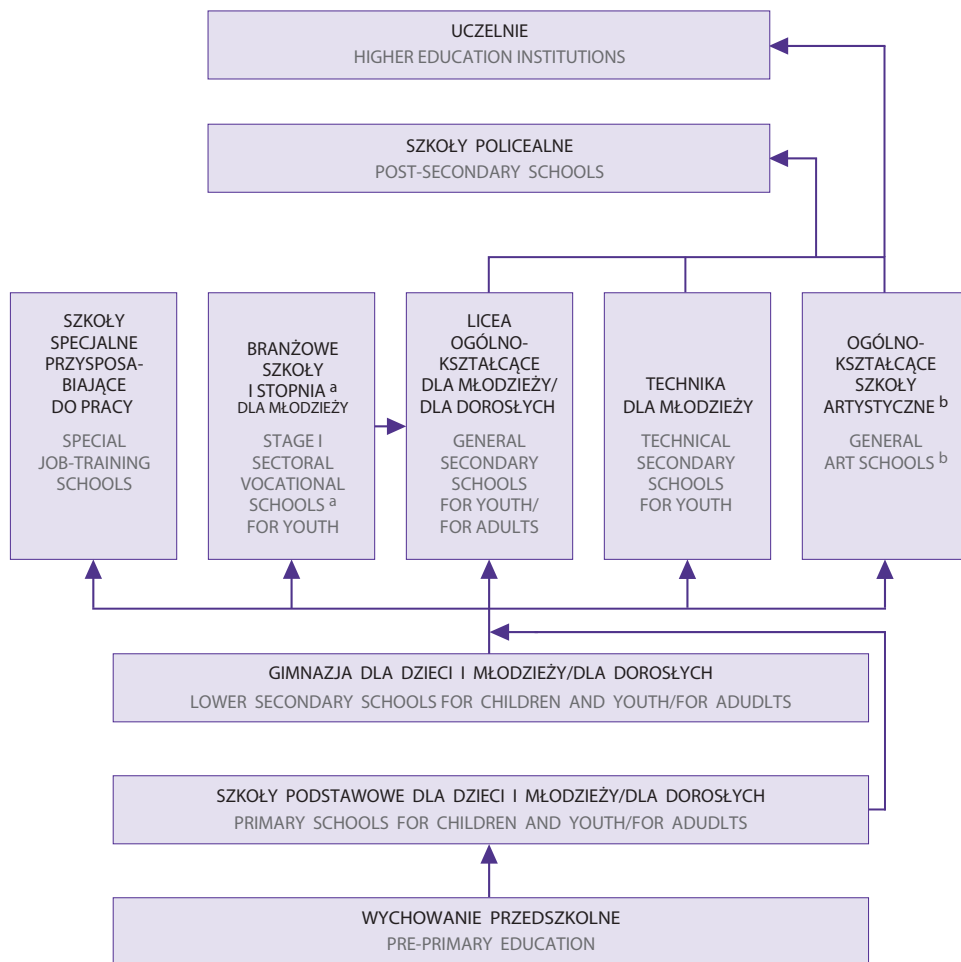 UCZELNIE
HIGHER EDUCATION INSTITUTIONS
SZKOŁY POLICEALNE
POST-SECONDARY SCHOOLS
SZKOŁY
SPECJALNE
PRZYSPOSA-
BIAJĄCE
DO PRACY
SPECIAL
JOB-TRAINING
SCHOOLS
BRANŻOWE
SZKOŁY
I STOPNIA a
DLA MŁODZIEŻY
STAGE I
SECTORAL
VOCATIONAL
SCHOOLS a
FOR YOUTH
LICEA
OGÓLNO-
KSZTAŁCĄCE
DLA MŁODZIEŻY/
DLA DOROSŁYCH
GENERAL
SECONDARY
SCHOOLS
FOR YOUTH/
FOR ADULTS
TECHNIKA
DLA MŁODZIEŻY
TECHNICAL
SECONDARY
SCHOOLS
FOR YOUTH
OGÓLNO-
KSZTAŁCĄCE
SZKOŁY
ARTYSTYCZNE b
GENERAL
ART SCHOOLS b
GIMNAZJA DLA DZIECI I MŁODZIEŻY/DLA DOROSŁYCH
LOWER SECONDARY SCHOOLS FOR CHILDREN AND YOUTH/FOR ADUDLTS
SZKOŁY PODSTAWOWE DLA DZIECI I MŁODZIEŻY/DLA DOROSŁYCH
PRIMARY SCHOOLS FOR CHILDREN AND YOUTH/FOR ADUDLTS
WYCHOWANIE PRZEDSZKOLNE
PRE-PRIMARY EDUCATION